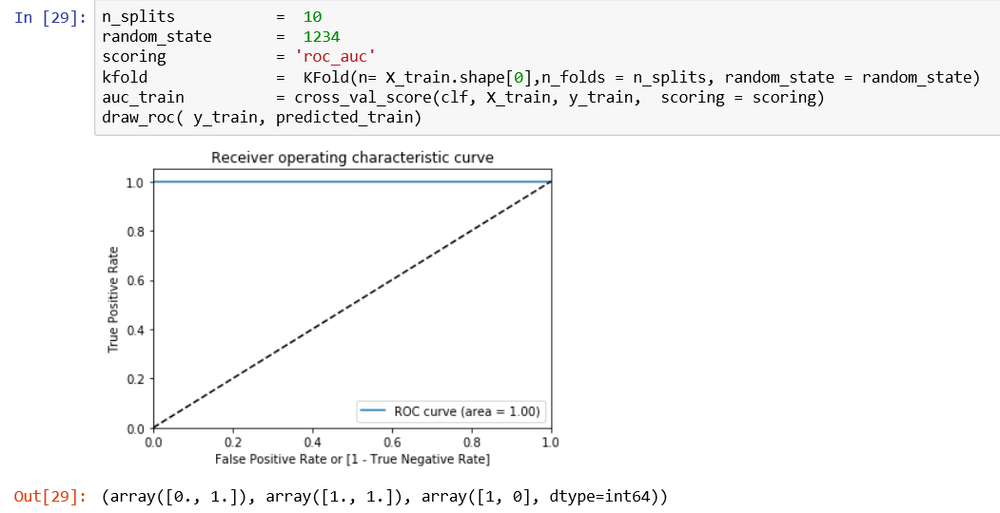 In [29]: n_splits = 10
random_state = 1234
scoring = 'roc_auc'
kfold = KFold(n= X_train.shape[0],n_folds = n_splits, random_state = random_state)
auc_train = cross_val_score(clf, X_train, y_train, scoring = scoring)
draw_roc( y_train, predicted_train)
Receiver operating characteristic curve
1.0
0.8
0.6
0.4
0.2
0.0
True Positive Rate
ROC curve (area = 1.00)
0.0 0.2 0.4 0.6 0.8 1.0
False Positive Rate or [1 - True Negative Rate]
Out[29]: (array([0., 1.]), array([1., 1.]), array([1, 0], dtype=int64))